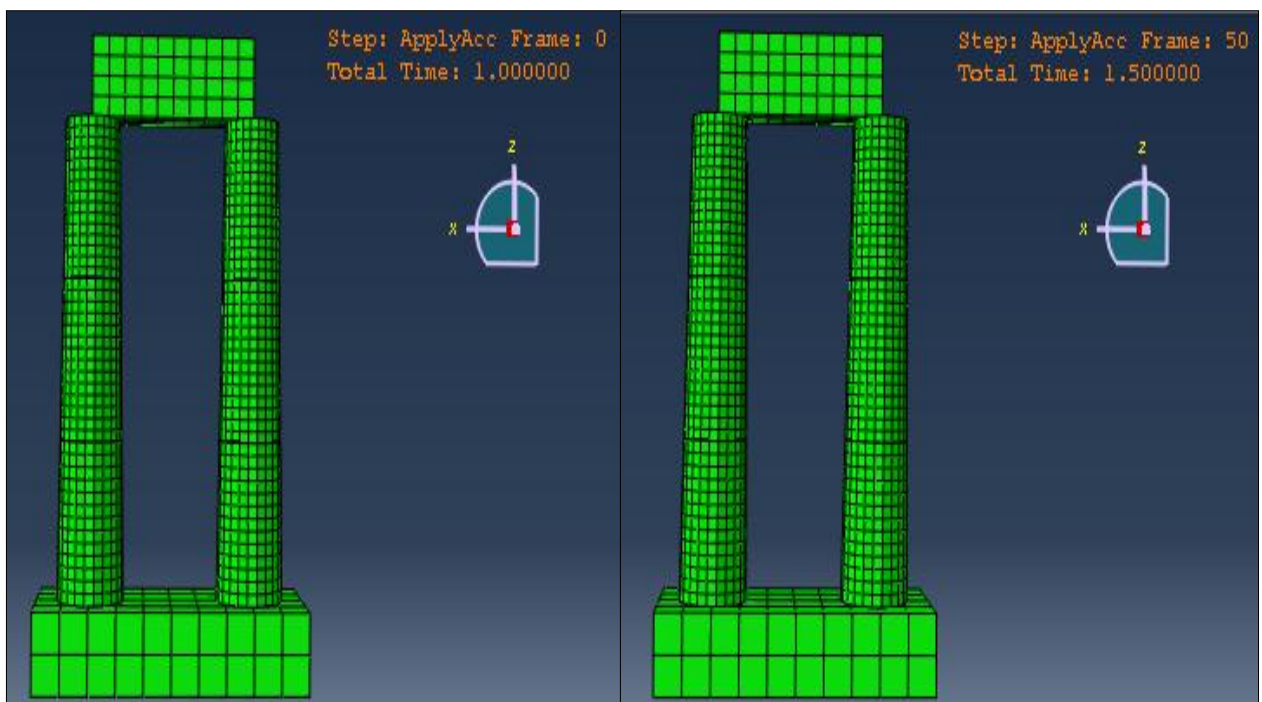 Step: ApplyAcc Frame: 0
Total Time: 1.000000
z
x
Step: ApplyAcc Frame: 50
Total Time: 1.500000
z
x